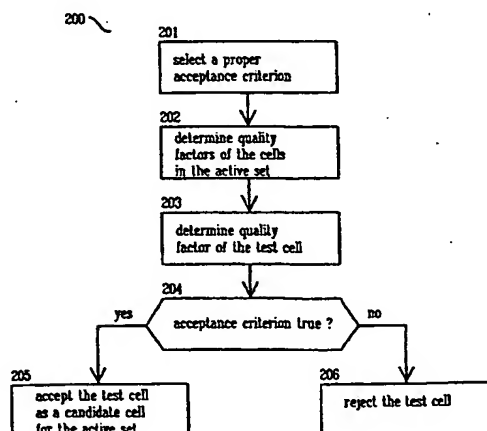 200
201
select a proper
acceptance criterion
202
determine quality
factors of the cells
in the active set
203
determine quality
factor of the test cell
204
yes
acceptance criterion true ?
no
205
accept the test cell
as a candidate cell
for the active set
206
reject the test cell